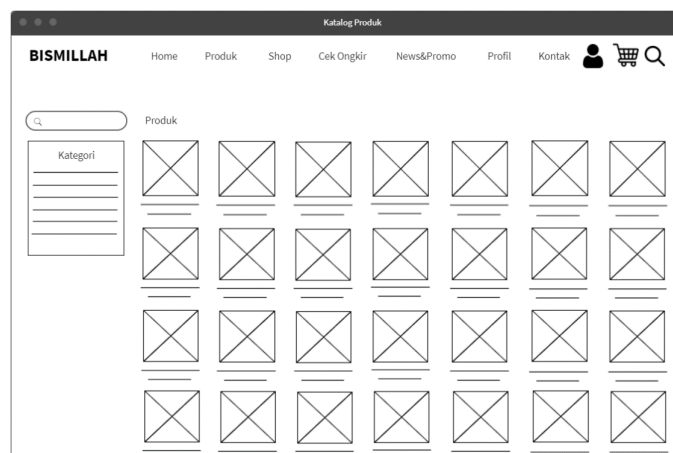 Katalog Produk
BISMILLAH Home Produk Shop Cek Ongkir News&Promo Profil Kontak
Produk
Kategori